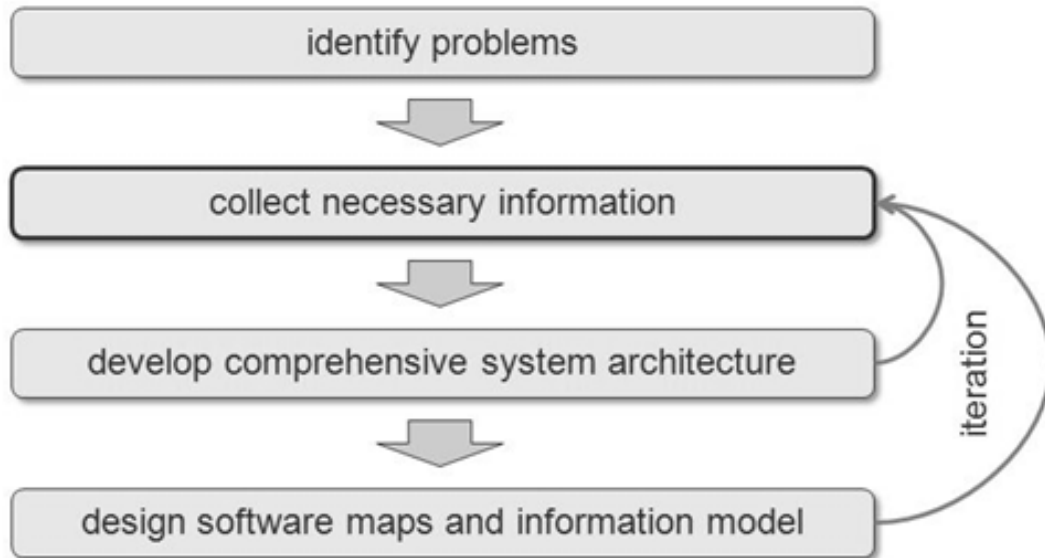 identify problems
collect necessary information
develop comprehensive system architecture
iteration
design software maps and information model